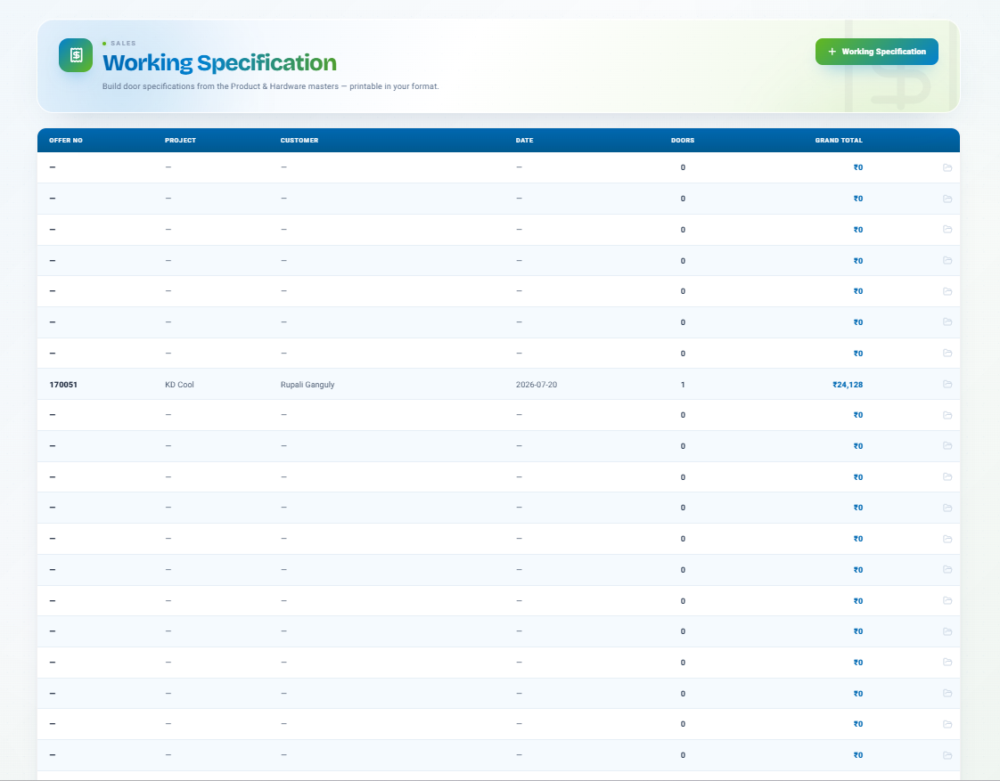 SALES
Working Specification
Build door specifications from the Product & Hardware masters — printable in your format.
+ Working Specification
OFFER NO PROJECT CUSTOMER DATE DOORS GRAND TOTAL
— — — — 0 ₹0
— — — — 0 ₹0
— — — — 0 ₹0
— — — — 0 ₹0
— — — — 0 ₹0
— — — — 0 ₹0
— — — — 0 ₹0
170051 KD Cool Rupali Ganguly 2026-07-20 1 ₹24,128
— — — — 0 ₹0
— — — — 0 ₹0
— — — — 0 ₹0
— — — — 0 ₹0
— — — — 0 ₹0
— — — — 0 ₹0
— — — — 0 ₹0
— — — — 0 ₹0
— — — — 0 ₹0
— — — — 0 ₹0
— — — — 0 ₹0
— — — — 0 ₹0